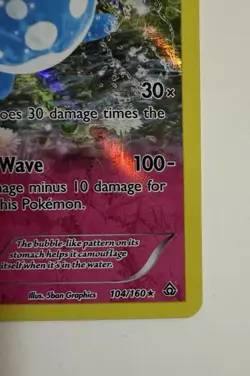 30×
oes 30 damage times the
Wave 100-
age minus 10 damage for
his Pokémon.
The bubble-like pattern on its
stomach helps it camouflage
itself when it's in the water.
Illus. 5ban Graphics 104/160★